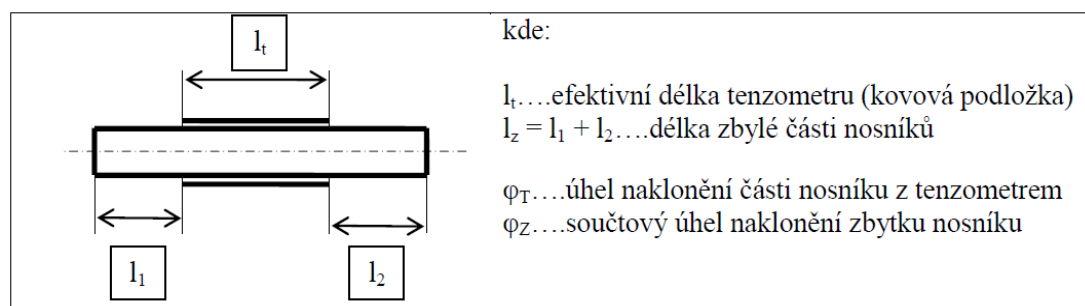 lt
kde:
lt….efektivní délka tenzometru (kovová podložka)
lz = l1 + l2….délka zbylé části nosníků
φT….úhel naklonění části nosníku z tenzometrem
φZ….součtový úhel naklonění zbytku nosníku
l1
l2